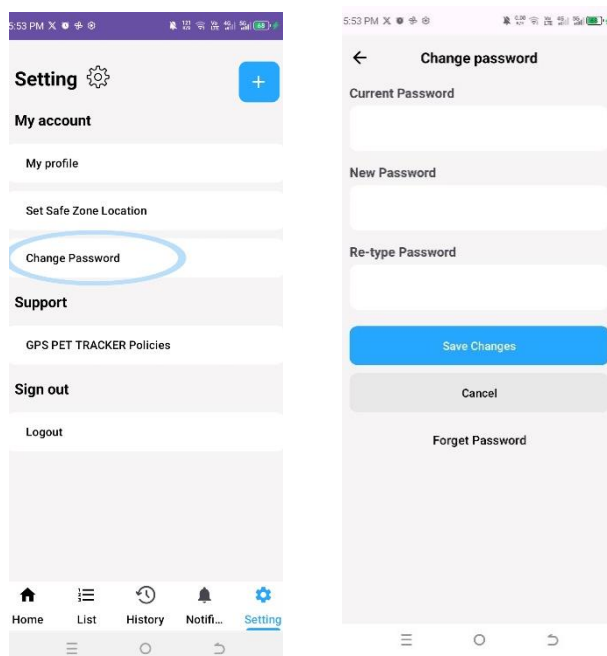 5:53 PM
Setting
+
My account
My profile
Set Safe Zone Location
Change Password
Support
GPS PET TRACKER Policies
Sign out
Logout
Home List History Notifi... Setting
5:53 PM
Change password
Current Password
New Password
Re-type Password
Save Changes
Cancel
Forget Password